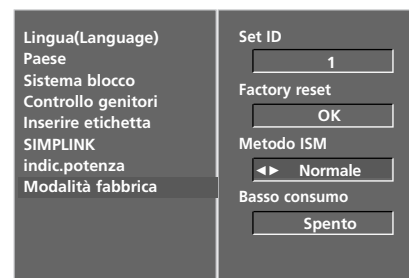 Lingua(Language)
Paese
Sistema blocco
Controllo genitori
Inserire etichetta
SIMPLINK
indic.potenza
Modalità fabbrica
Set ID
1
Factory reset
OK
Metodo ISM
◄► Normale
Basso consumo
Spento